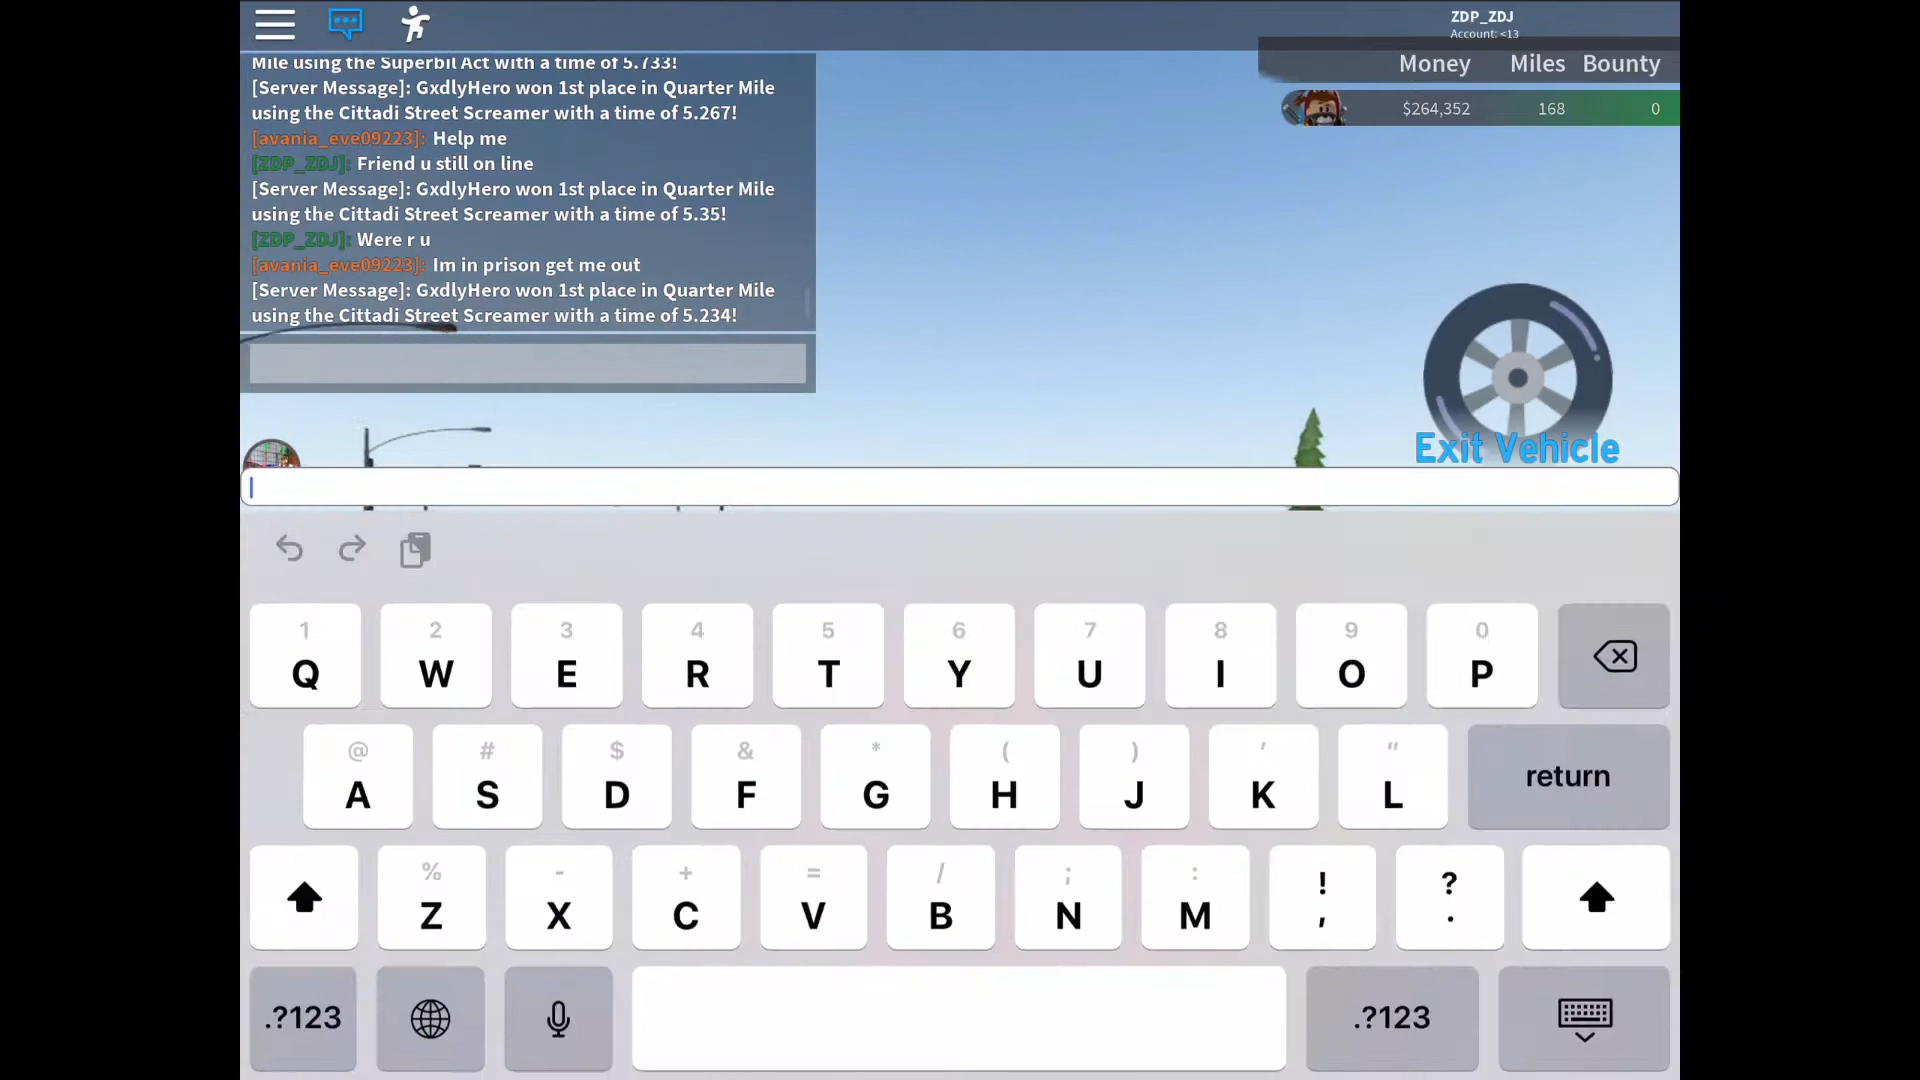 ZDP_ZDJ
Account: <13
Money Miles Bounty
$264,352 168 0
Mile using the Superbil Act with a time of 5.733!
[Server Message]: GxdlyHero won 1st place in Quarter Mile
using the Cittadi Street Screamer with a time of 5.267!
[avania_eve09223]: Help me
[ZDP_ZDJ]: Friend u still on line
[Server Message]: GxdlyHero won 1st place in Quarter Mile
using the Cittadi Street Screamer with a time of 5.35!
[ZDP_ZDJ]: Were r u
[avania_eve09223]: Im in prison get me out
[Server Message]: GxdlyHero won 1st place in Quarter Mile
using the Cittadi Street Screamer with a time of 5.234!
Exit Vehicle
1 2 3 4 5 6 7 8 9 0
Q W E R T Y U I O P
@ # $ & * ( ) ' "
A S D F G H J K L return
% - + = / ; : ! ?
Z X C V B N M , .
.?123 .?123